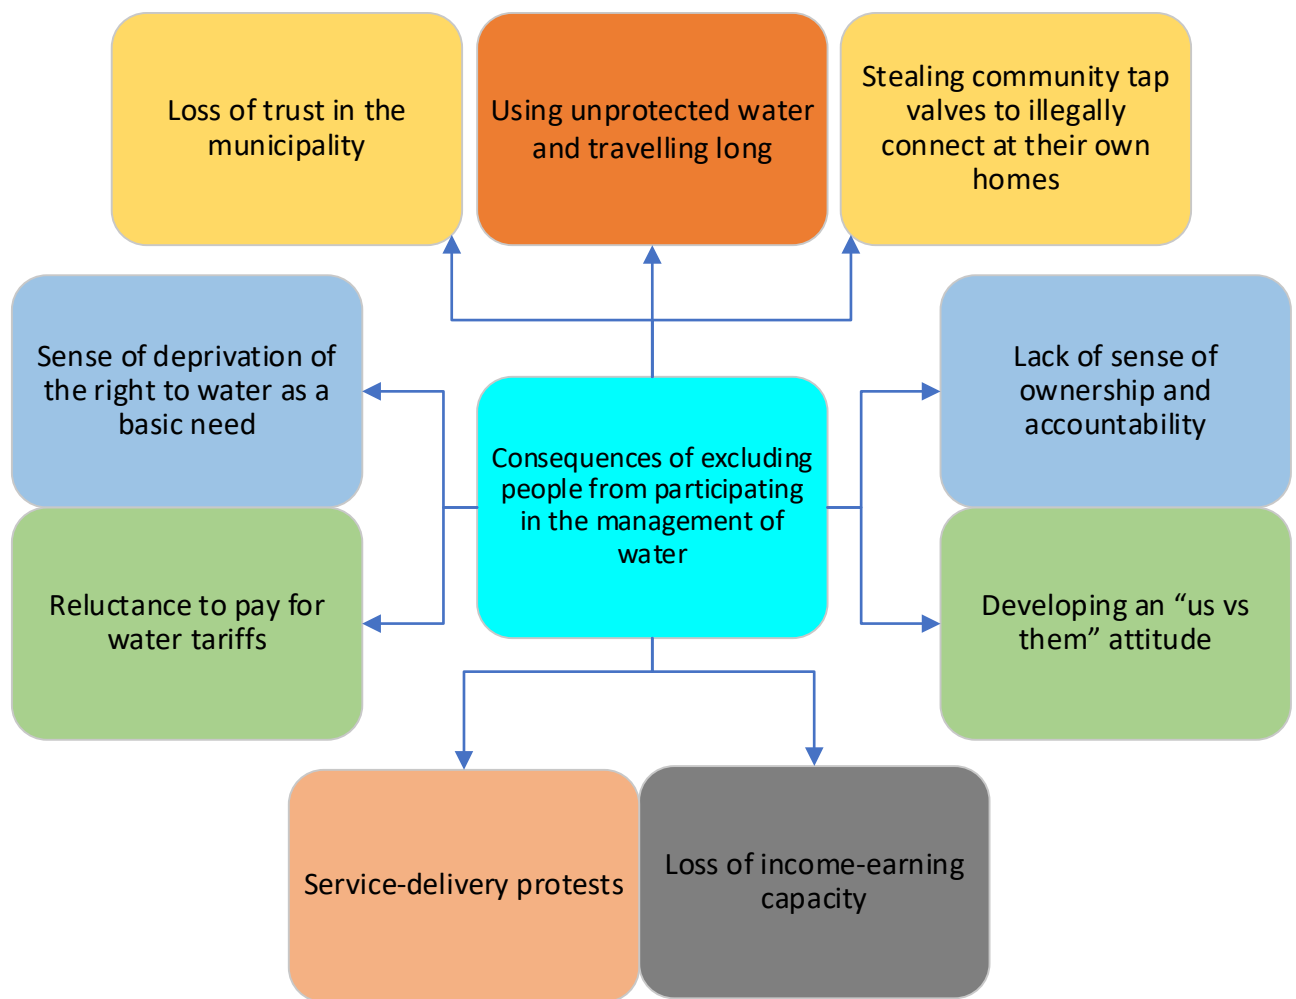 Loss of trust in the
municipality
Using unprotected water
and travelling long
Stealing community tap
valves to illegally
connect at their own
homes
Sense of deprivation of
the right to water as a
basic need
Lack of sense of
ownership and
accountability
Consequences of excluding
people from participating
in the management of
water
Reluctance to pay for
water tariffs
Developing an “us vs
them” attitude
Service-delivery protests
Loss of income-earning
capacity